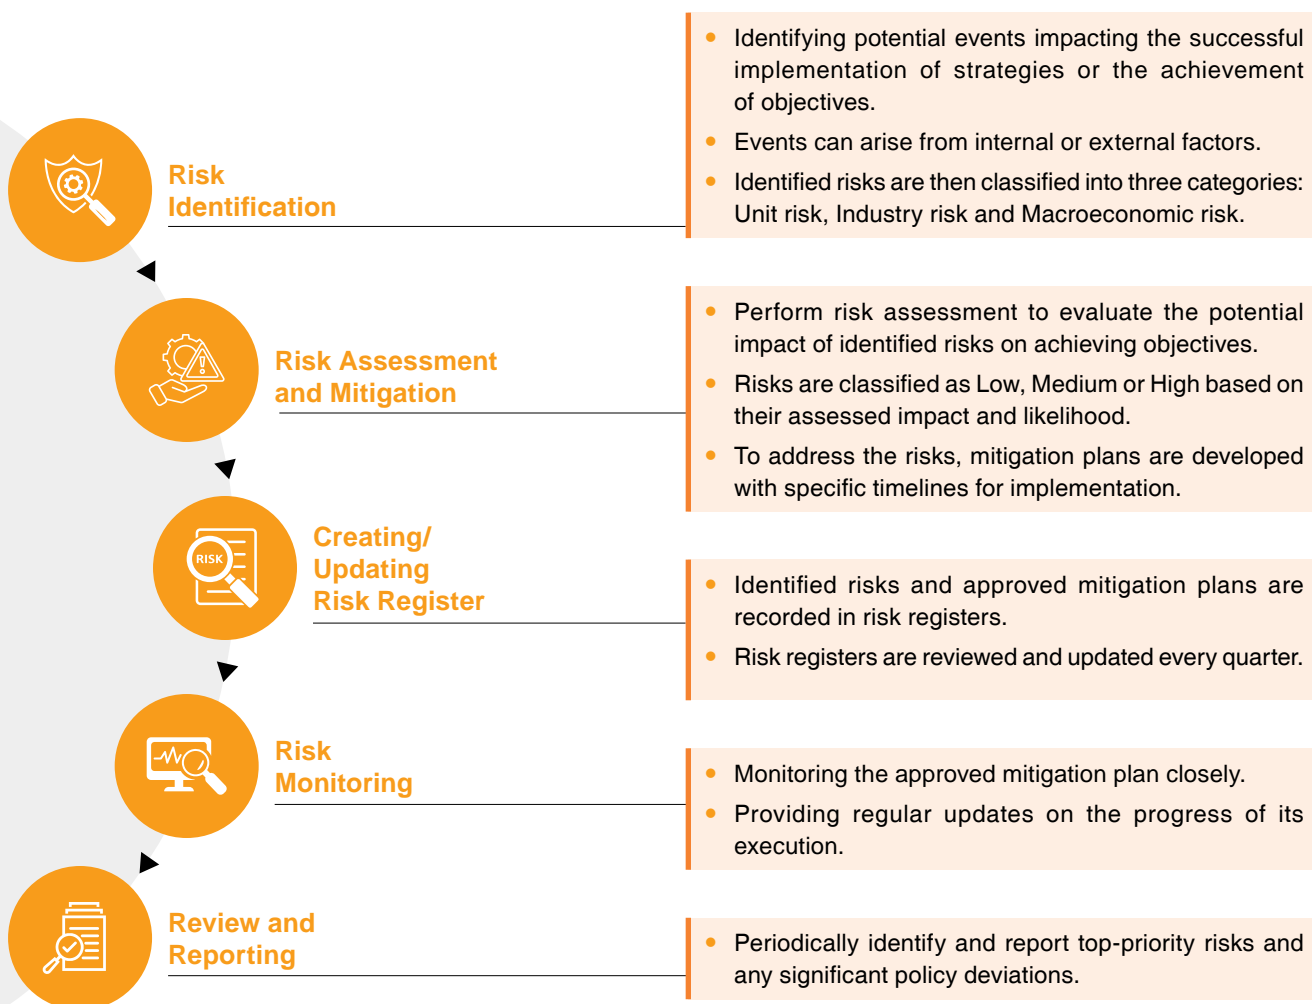 Risk
Identification
• Identifying potential events impacting the successful
implementation of strategies or the achievement
of objectives.
• Events can arise from internal or external factors.
• Identified risks are then classified into three categories:
Unit risk, Industry risk and Macroeconomic risk.
Risk Assessment
and Mitigation
• Perform risk assessment to evaluate the potential
impact of identified risks on achieving objectives.
• Risks are classified as Low, Medium or High based on
their assessed impact and likelihood.
• To address the risks, mitigation plans are developed
with specific timelines for implementation.
RISK
Creating/
Updating
Risk Register
• Identified risks and approved mitigation plans are
recorded in risk registers.
• Risk registers are reviewed and updated every quarter.
Risk
Monitoring
• Monitoring the approved mitigation plan closely.
• Providing regular updates on the progress of its
execution.
Review and
Reporting
• Periodically identify and report top-priority risks and
any significant policy deviations.